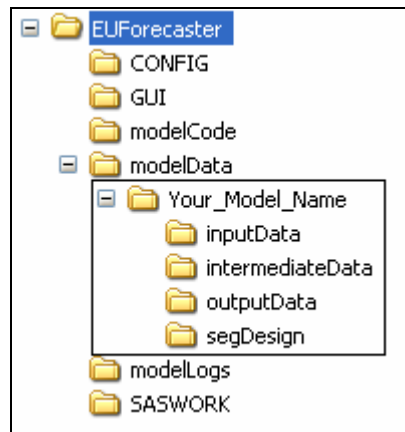 EUForecaster
CONFIG
GUI
modelCode
modelData
Your_Model_Name
inputData
intermediateData
outputData
segDesign
modelLogs
SASWORK